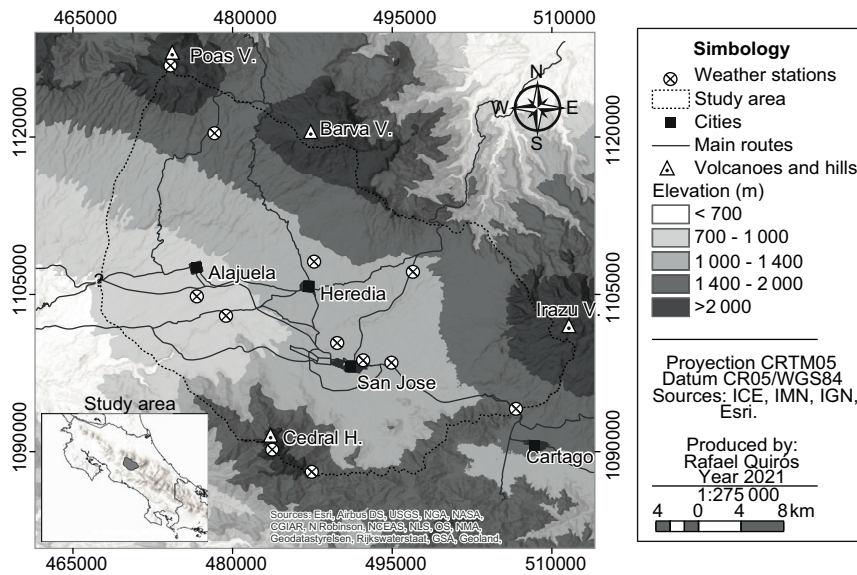 465000 480000 495000 510000
1120000
1105000
1090000
Poas V.
Barva V.
N
W E
S
Alajuela
Heredia
Irazu V.
San Jose
Cedral H.
Cartago
Study area
Sources: Esri, Airbus DS, USGS, NGA, NASA,
CGIAR, N Robinson, NCEAS, NLS, OS, NMA,
Geodatastyrelsen, Rijkswaterstaat, GSA, Geoland,
1120000
1105000
1090000
465000 480000 495000 510000
Simbology
Weather stations
Study area
Cities
Main routes
Volcanoes and hills
Elevation (m)
< 700
700 - 1 000
1 000 - 1 400
1 400 - 2 000
>2 000
Proyection CRTM05
Datum CR05/WGS84
Sources: ICE, IMN, IGN,
Esri.
Produced by:
Rafael Quirós
Year 2021
1:275 000
4 0 4 8 km